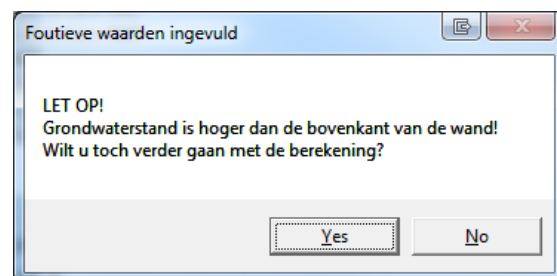 Foutieve waarden ingevuld
LET OP!
Grondwaterstand is hoger dan de bovenkant van de wand!
Wilt u toch verder gaan met de berekening?
Yes No